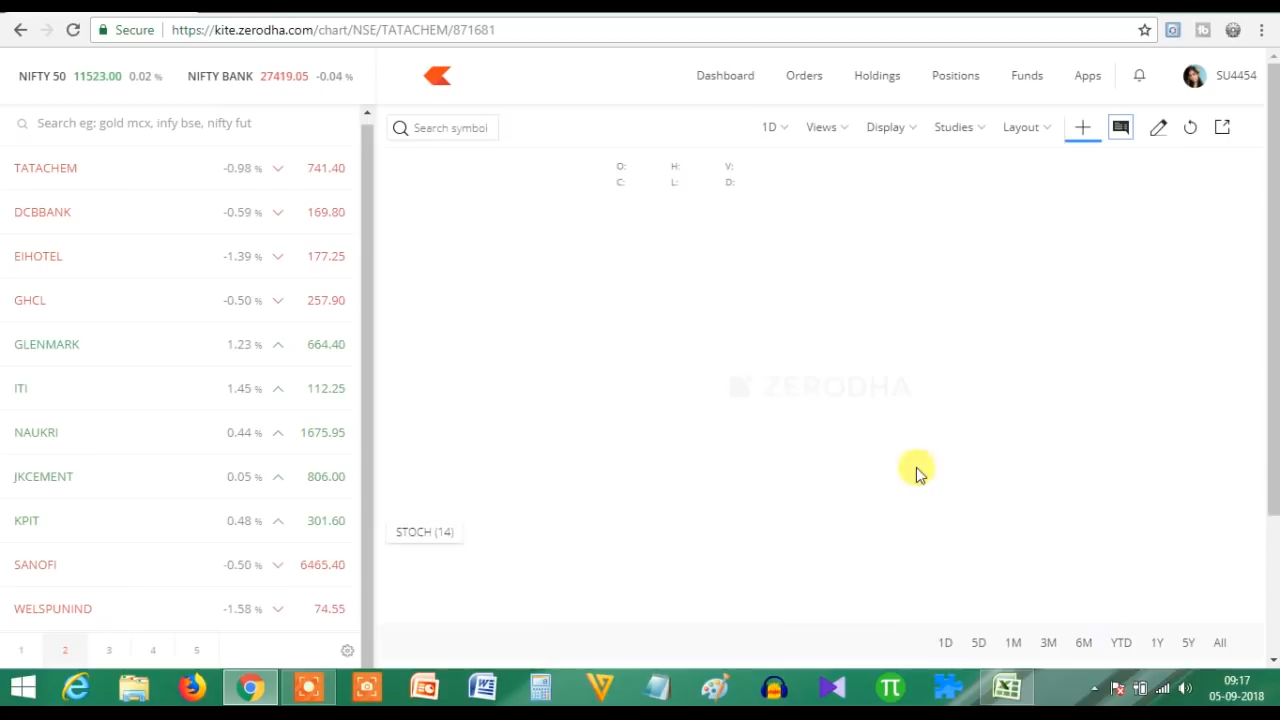 Secure https://kite.zerodha.com/chart/NSE/TATACHEM/871681
NIFTY 50 11523.00 0.02 % NIFTY BANK 27419.05 -0.04 %
Dashboard Orders Holdings Positions Funds Apps SU4454
Search eg: gold mcx, infy bse, nifty fut
Search symbol 1D Views Display Studies Layout
O: H: V:
C: L: D:
TATACHEM -0.98 % 741.40
DCBBANK -0.59 % 169.80
EIHOTEL -1.39 % 177.25
GHCL -0.50 % 257.90
GLENMARK 1.23 % 664.40
ITI 1.45 % 112.25
ZERODHA
NAUKRI 0.44 % 1675.95
JKCEMENT 0.05 % 806.00
KPIT 0.48 % 301.60
STOCH (14)
SANOFI -0.50 % 6465.40
WELSPUNIND -1.58 % 74.55
1 2 3 4 5
1D 5D 1M 3M 6M YTD 1Y 5Y All
09:17
05-09-2018